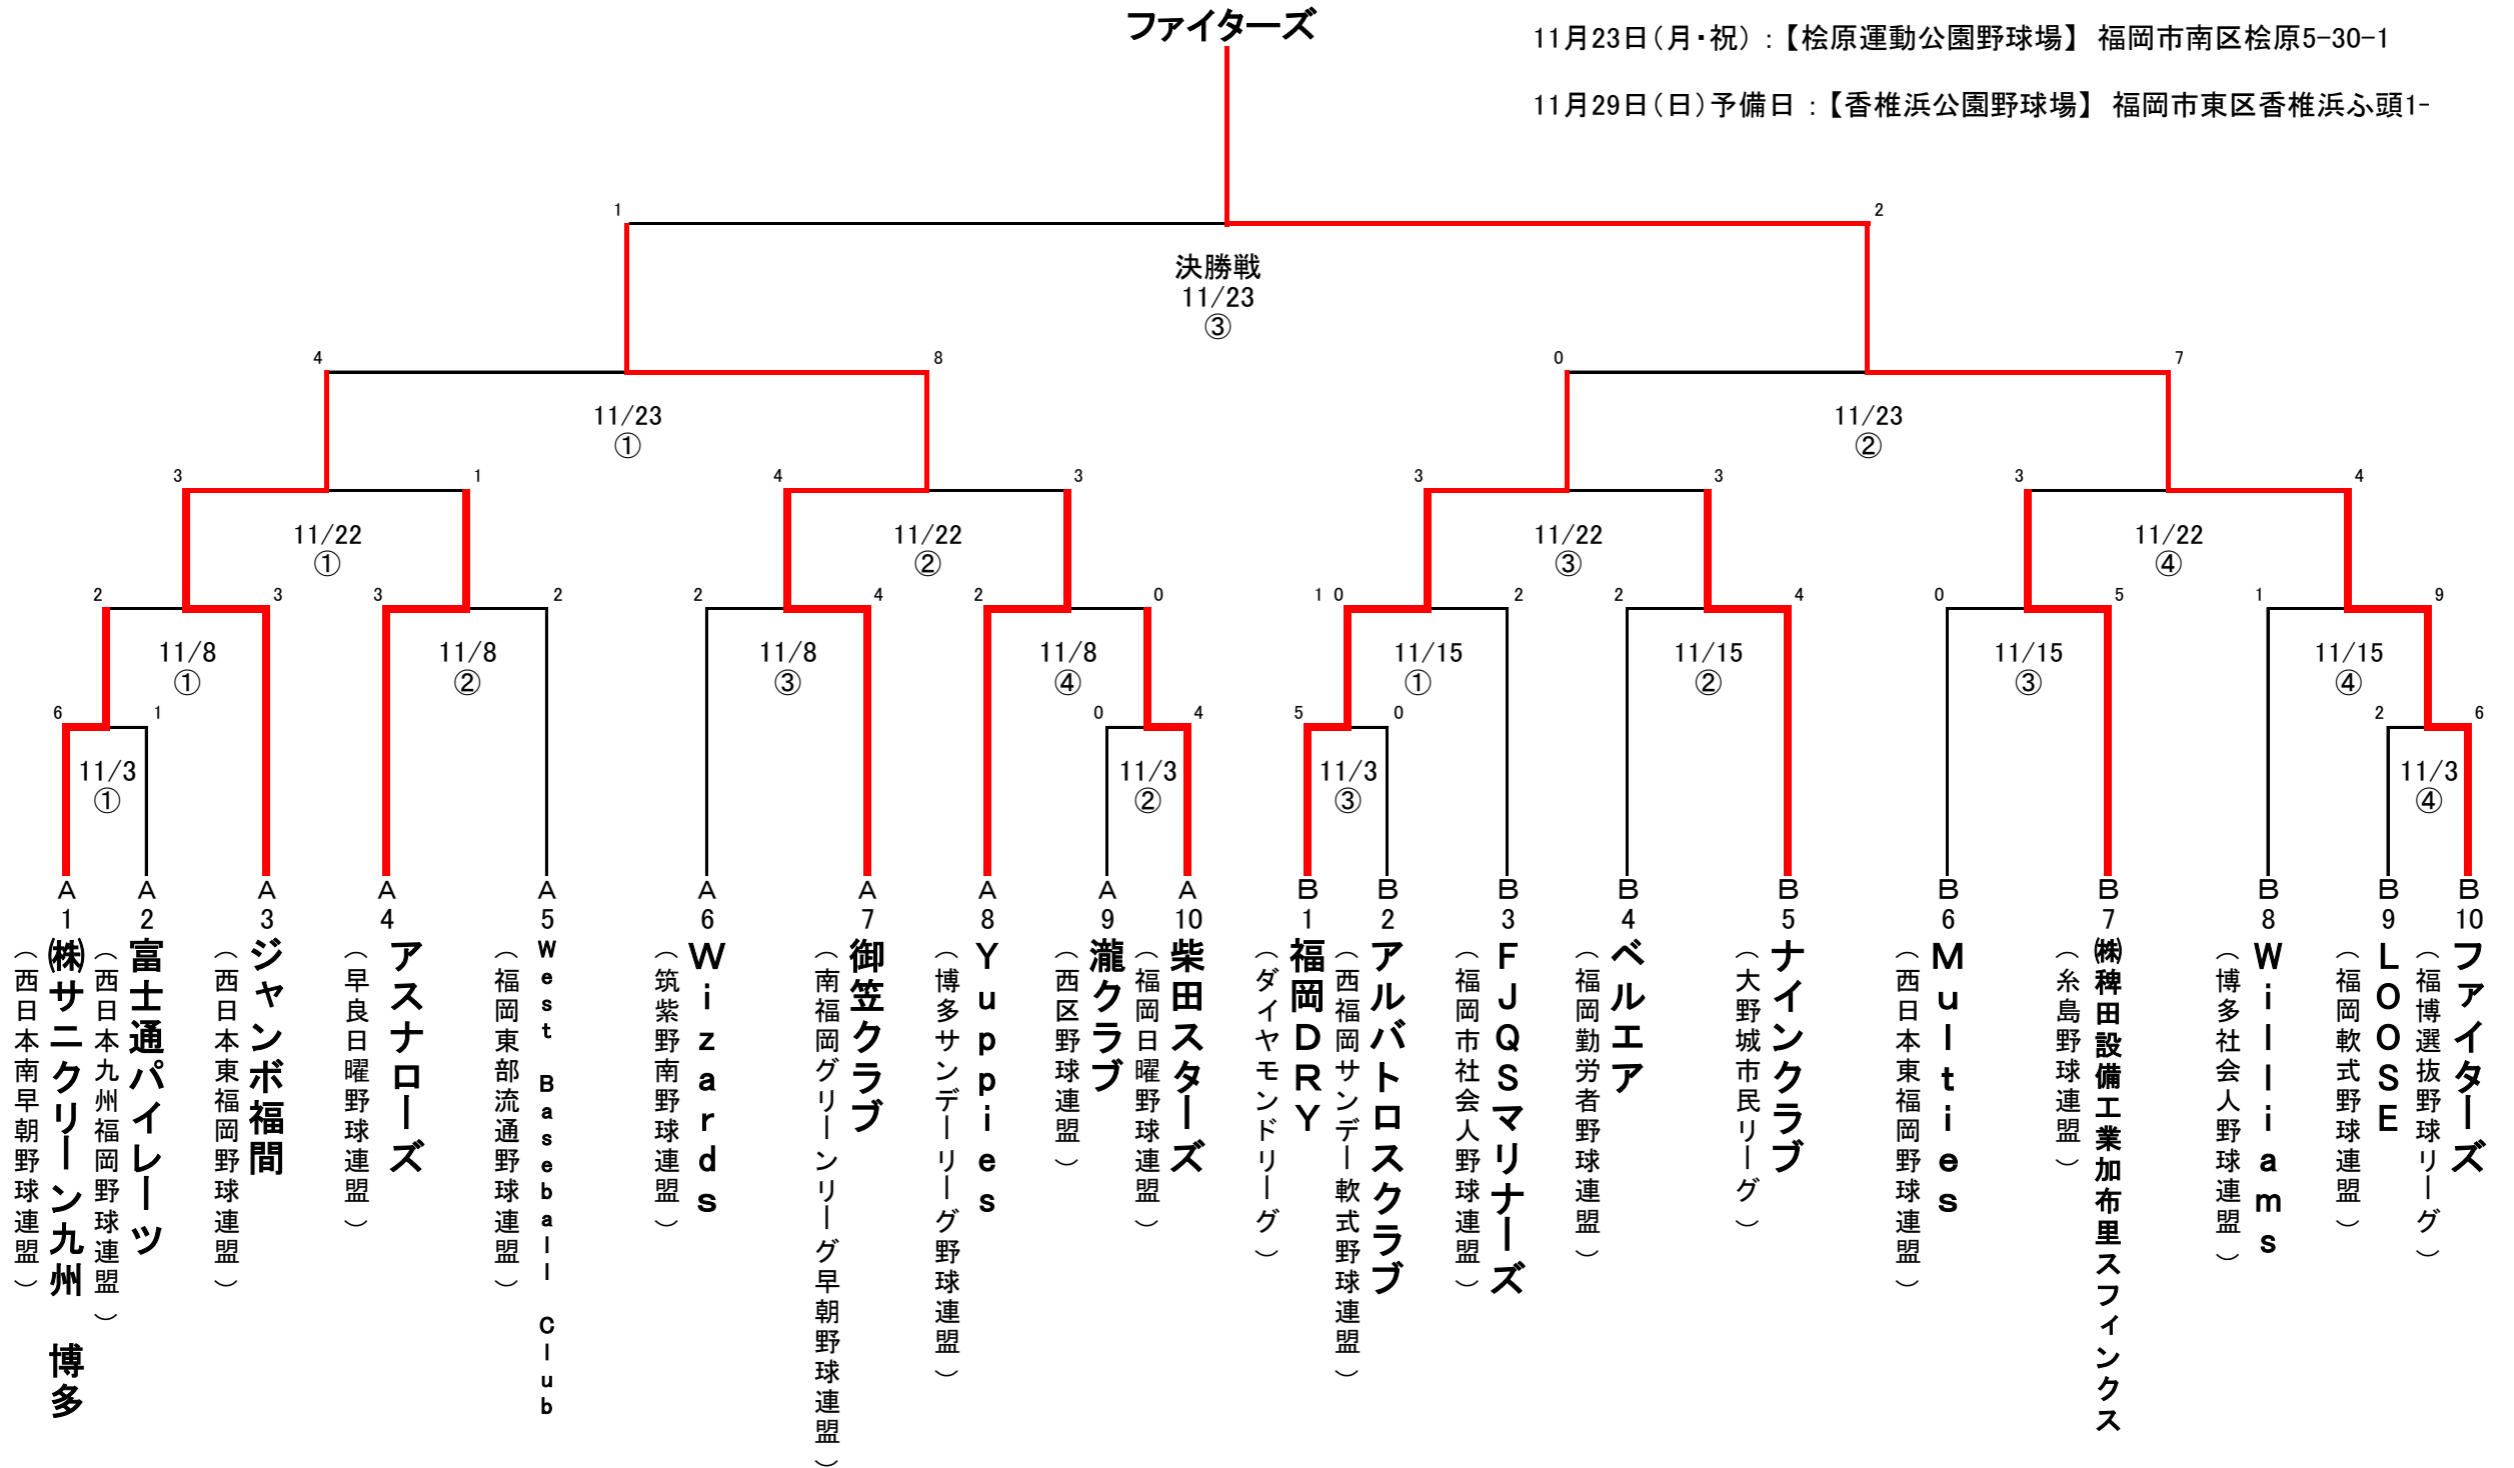 ファイターズ
11月23日(月・祝):【桧原運動公園野球場】 福岡市南区桧原5-30-1
11月29日(日)予備日:【香椎浜公園野球場】 福岡市東区香椎浜ふ頭1-
1 2
決勝戦
11/23
③
4 8 0 7
11/23 11/23
① ②
3 1 4 3 3 3 3 4
11/22 11/22 11/22 11/22
① ② ③ ④
2 3 3 2 2 4 2 0 10 2 2 4 0 5 1 9
11/8 11/8 11/8 11/8 11/15 11/15 11/15 11/15
① ② ③ ④ ① ② ③ ④
6 1 0 4 5 0 2 6
11/3 11/3 11/3 11/3
① ② ③ ④
A1 ㈱サニクリーン九州 博多
(西日本南早朝野球連盟)
A2 富士通パイレーツ
(西日本九州福岡野球連盟)
A3 ジャンボ福間
(西日本東福岡野球連盟)
A4 アスナローズ
(早良日曜野球連盟)
A5 West Baseball Club
(福岡東部流通野球連盟)
A6 Wizards
(筑紫野南野球連盟)
A7 御笠クラブ
(南福岡グリーンリーグ早朝野球連盟)
A8 Yuppies
(博多サンデーリーグ野球連盟)
A9 瀧クラブ
(西区野球連盟)
A10 柴田スターズ
(福岡日曜野球連盟)
B1 福岡DRY
(ダイヤモンドリーグ)
B2 アルバトロスクラブ
(西福岡サンデー軟式野球連盟)
B3 FJQSマリナーズ
(福岡市社会人野球連盟)
B4 ベルエア
(福岡勤労者野球連盟)
B5 ナインクラブ
(大野城市民リーグ)
B6 Multies
(西日本東福岡野球連盟)
B7 ㈱稗田設備工業加布里スフィンクス
(糸島野球連盟)
B8 Williams
(博多社会人野球連盟)
B9 LOOSE
(福岡軟式野球連盟)
B10 ファイターズ
(福博選抜野球リーグ)